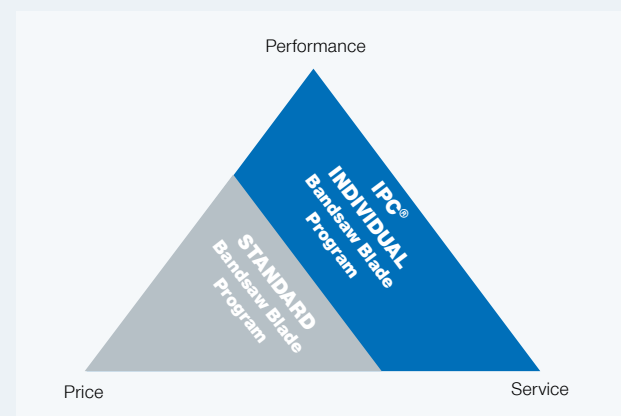 Performance
IPC®
INDIVIDUAL
Bandsaw Blade
Program
STANDARD
Bandsaw Blade
Program
Price
Service